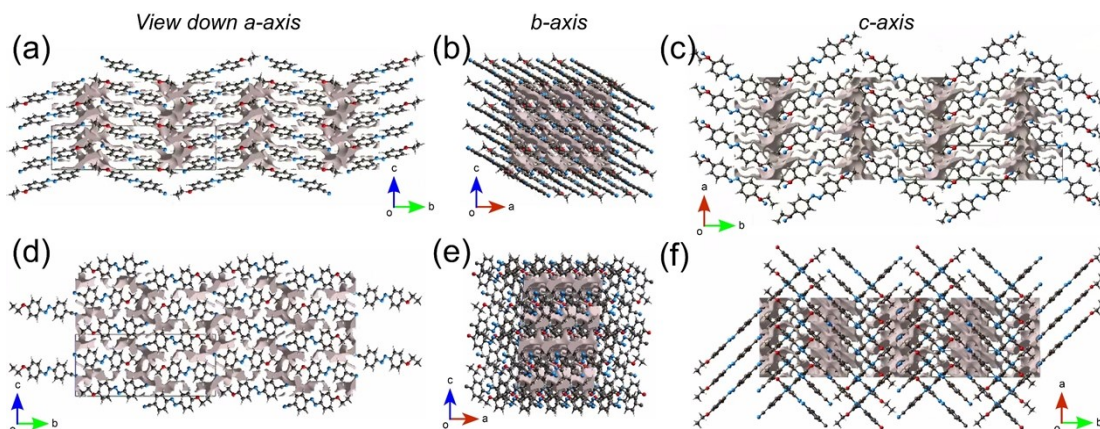 View down a-axis
b-axis
c-axis
(a)
c
o
b
(b)
c
o
a
(c)
a
o
b
(d)
c
o
b
(e)
c
o
a
(f)
a
o
b